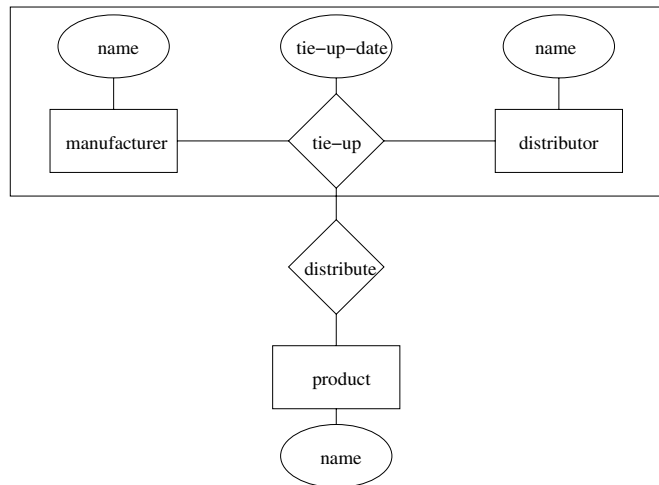 name
tie−up−date
name
manufacturer
tie−up
distributor
distribute
product
name